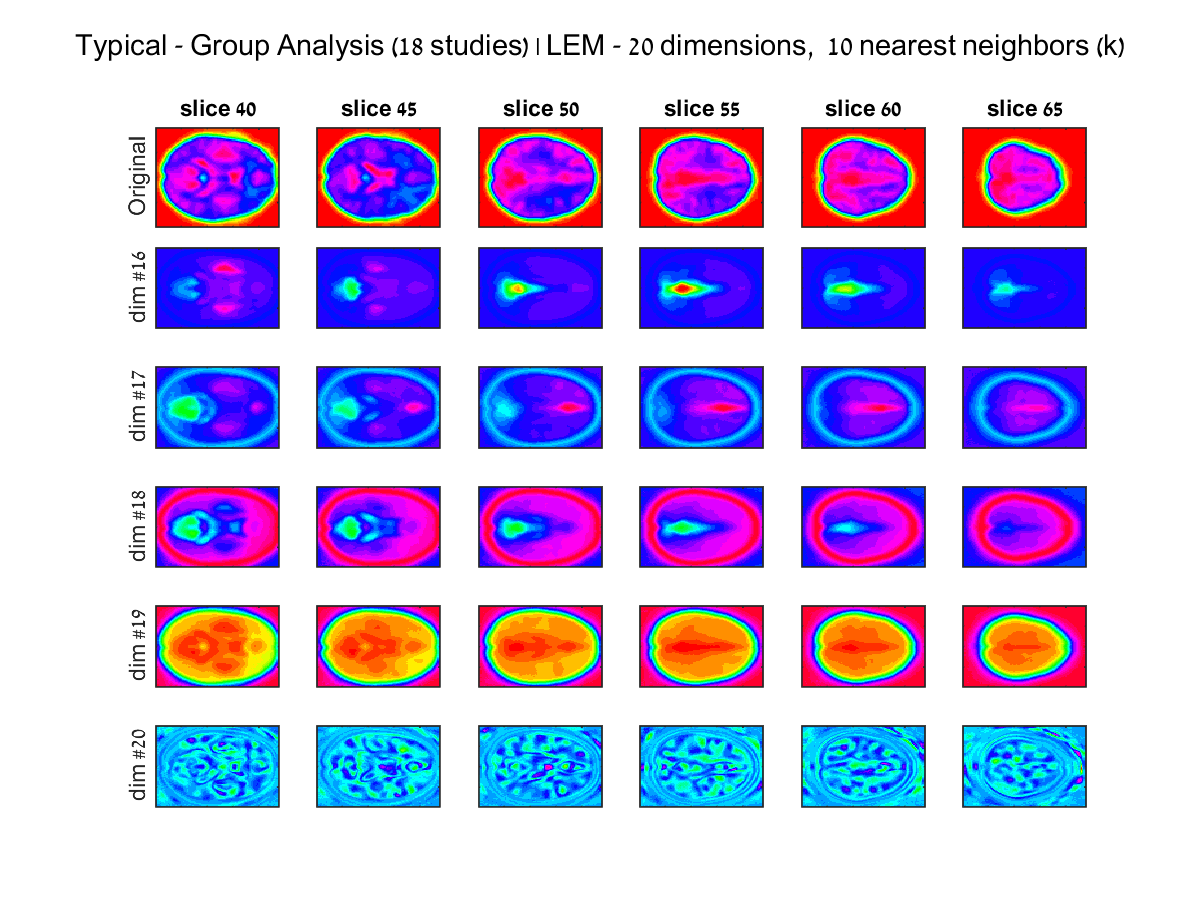 Typical - Group Analysis (18 studies) | LEM - 20 dimensions, 10 nearest neighbors (k)
slice 40 slice 45 slice 50 slice 55 slice 60 slice 65
Original
dim #16
dim #17
dim #18
dim #19
dim #20